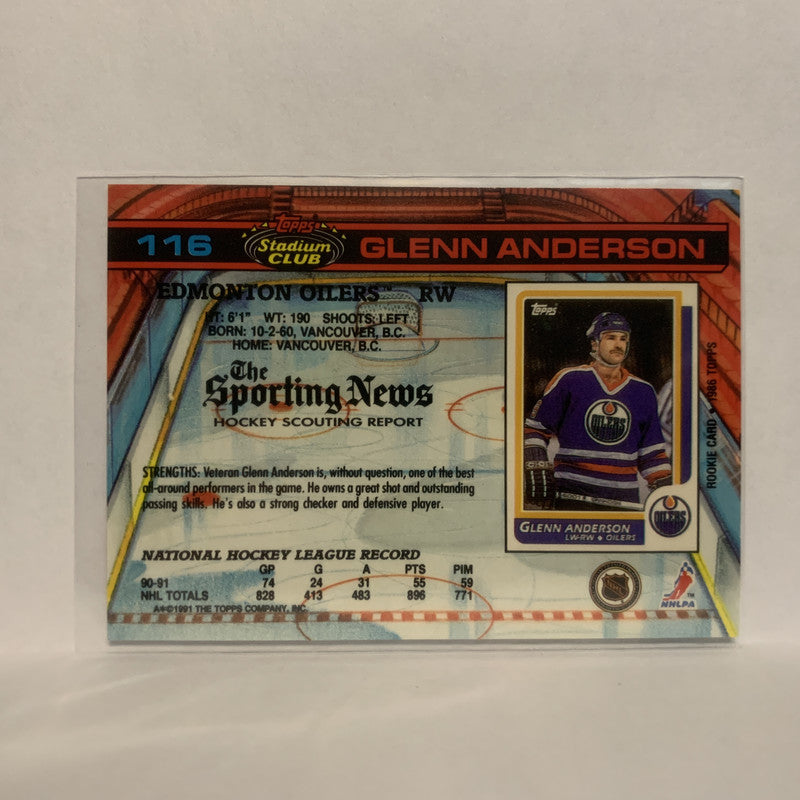 116
Topps
Stadium
CLUB
GLENN ANDERSON
EDMONTON OILERS™ RW
HT: 6'1" WT: 190 SHOOTS: LEFT
BORN: 10-2-60, VANCOUVER, B.C.
HOME: VANCOUVER, B.C.
The
Sporting News
HOCKEY SCOUTING REPORT
STRENGTHS: Veteran Glenn Anderson is, without question, one of the best
all-around performers in the game. He owns a great shot and outstanding
passing skills. He's also a strong checker and defensive player.
NATIONAL HOCKEY LEAGUE RECORD
GP G A PTS PIM
90-91 74 24 31 55 59
NHL TOTALS 828 413 483 896 771
A*©1991 THE TOPPS COMPANY, INC.
Topps
OILERS
GLENN ANDERSON
LW-RW ♦ OILERS
OILERS
ROOKIE CARD ♦ 1986 TOPPS
NHL
NHLPA™